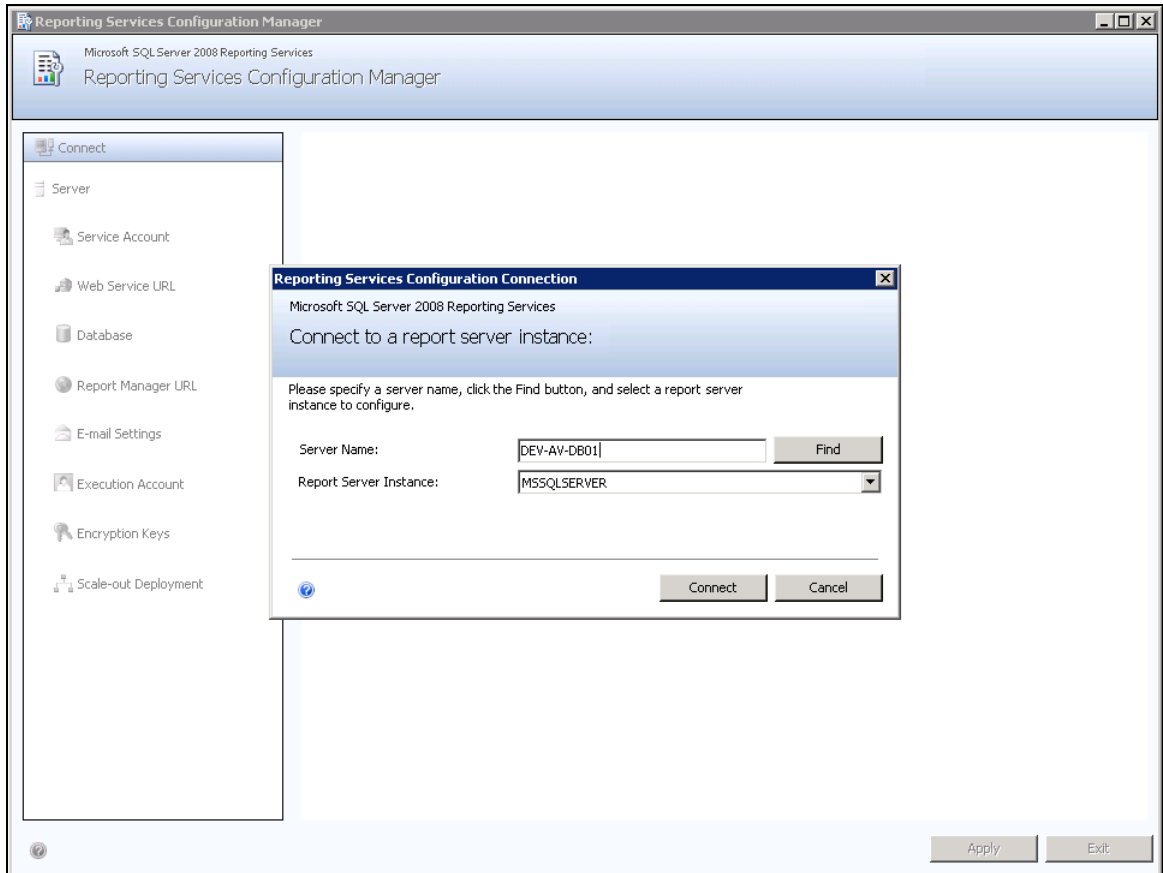 Reporting Services Configuration Manager
Microsoft SQL Server 2008 Reporting Services
Reporting Services Configuration Manager
Connect
Server
Service Account
Web Service URL
Database
Report Manager URL
E-mail Settings
Execution Account
Encryption Keys
Scale-out Deployment
Reporting Services Configuration Connection
Microsoft SQL Server 2008 Reporting Services
Connect to a report server instance:
Please specify a server name, click the Find button, and select a report server
instance to configure.
Server Name:
DEV-AV-DB01
Find
Report Server Instance:
MSSQLSERVER
Connect
Cancel
Apply
Exit